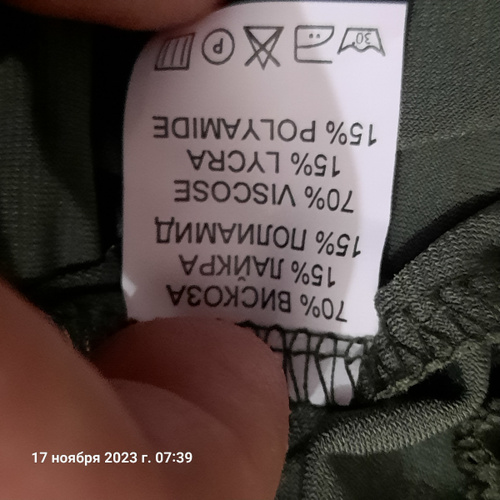 70% ВИСКОЗА
15% ЛАЙКРА
15% ПОЛИАМИД
70% VISCOSE
15% LYCRA
15% POLYAMIDE
30°
P
17 ноября 2023 г. 07:39